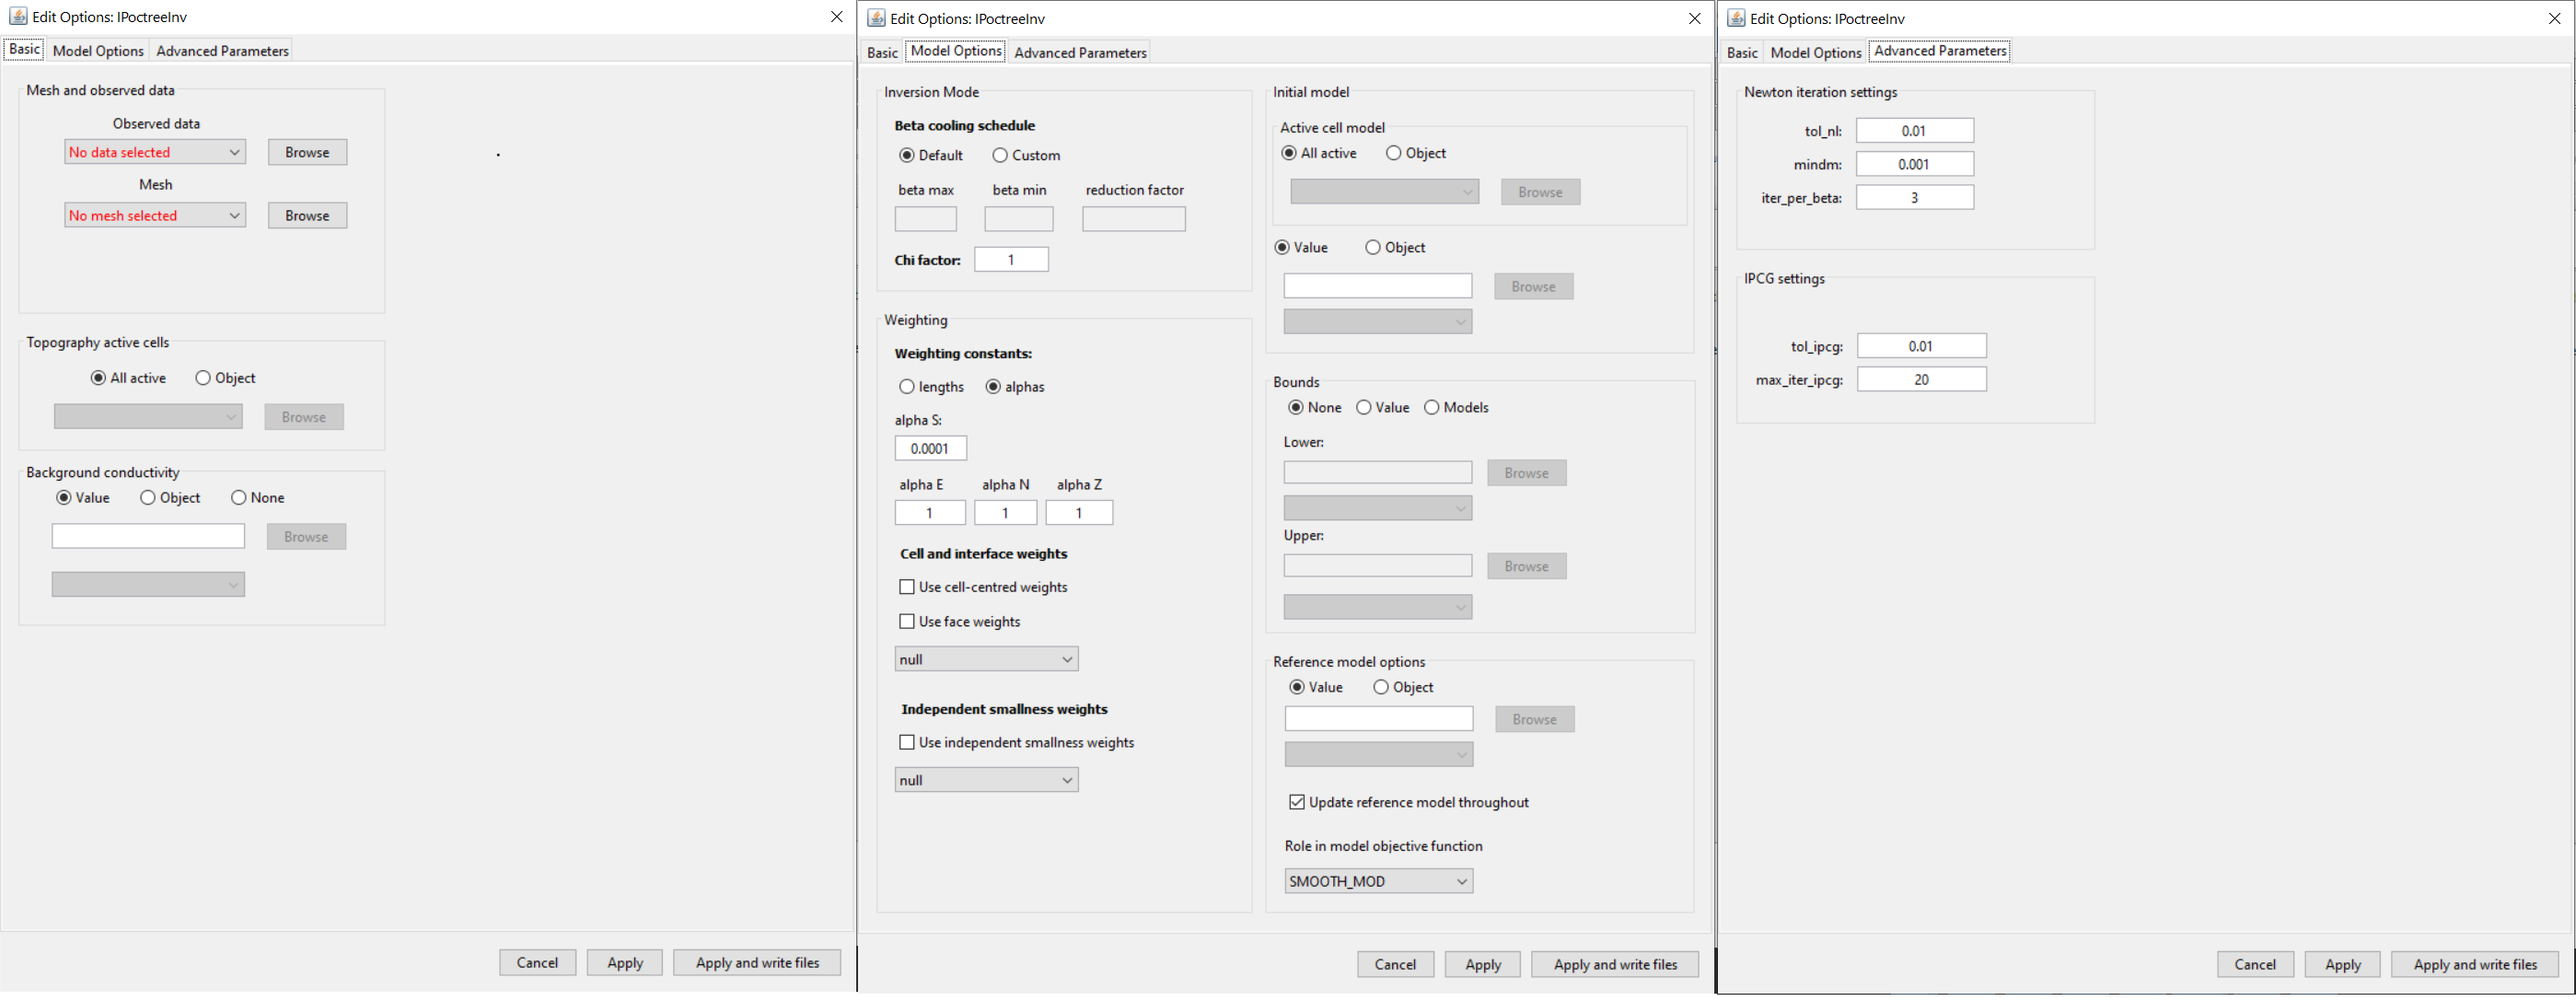 Edit Options: IPoctreeInv
Basic Model Options Advanced Parameters
Mesh and observed data
Observed data
No data selected Browse
Mesh
No mesh selected Browse
Topography active cells
All active Object
Browse
Background conductivity
Value Object None
Browse
Cancel Apply Apply and write files
Edit Options: IPoctreeInv
Basic Model Options Advanced Parameters
Inversion Mode
Beta cooling schedule
Default Custom
beta max beta min reduction factor
Chi factor: 1
Weighting
Weighting constants:
lengths alphas
alpha S:
0.0001
alpha E alpha N alpha Z
1 1 1
Cell and interface weights
Use cell-centred weights
Use face weights
null
Independent smallness weights
Use independent smallness weights
null
Initial model
Active cell model
All active Object
Browse
Value Object
Browse
Bounds
None Value Models
Lower:
Browse
Upper:
Browse
Reference model options
Value Object
Browse
Update reference model throughout
Role in model objective function
SMOOTH_MOD
Cancel Apply Apply and write files
Edit Options: IPoctreeInv
Basic Model Options Advanced Parameters
Newton iteration settings
tol_nl: 0.01
mindm: 0.001
iter_per_beta: 3
IPCG settings
tol_ipcg: 0.01
max_iter_ipcg: 20
Cancel Apply Apply and write files